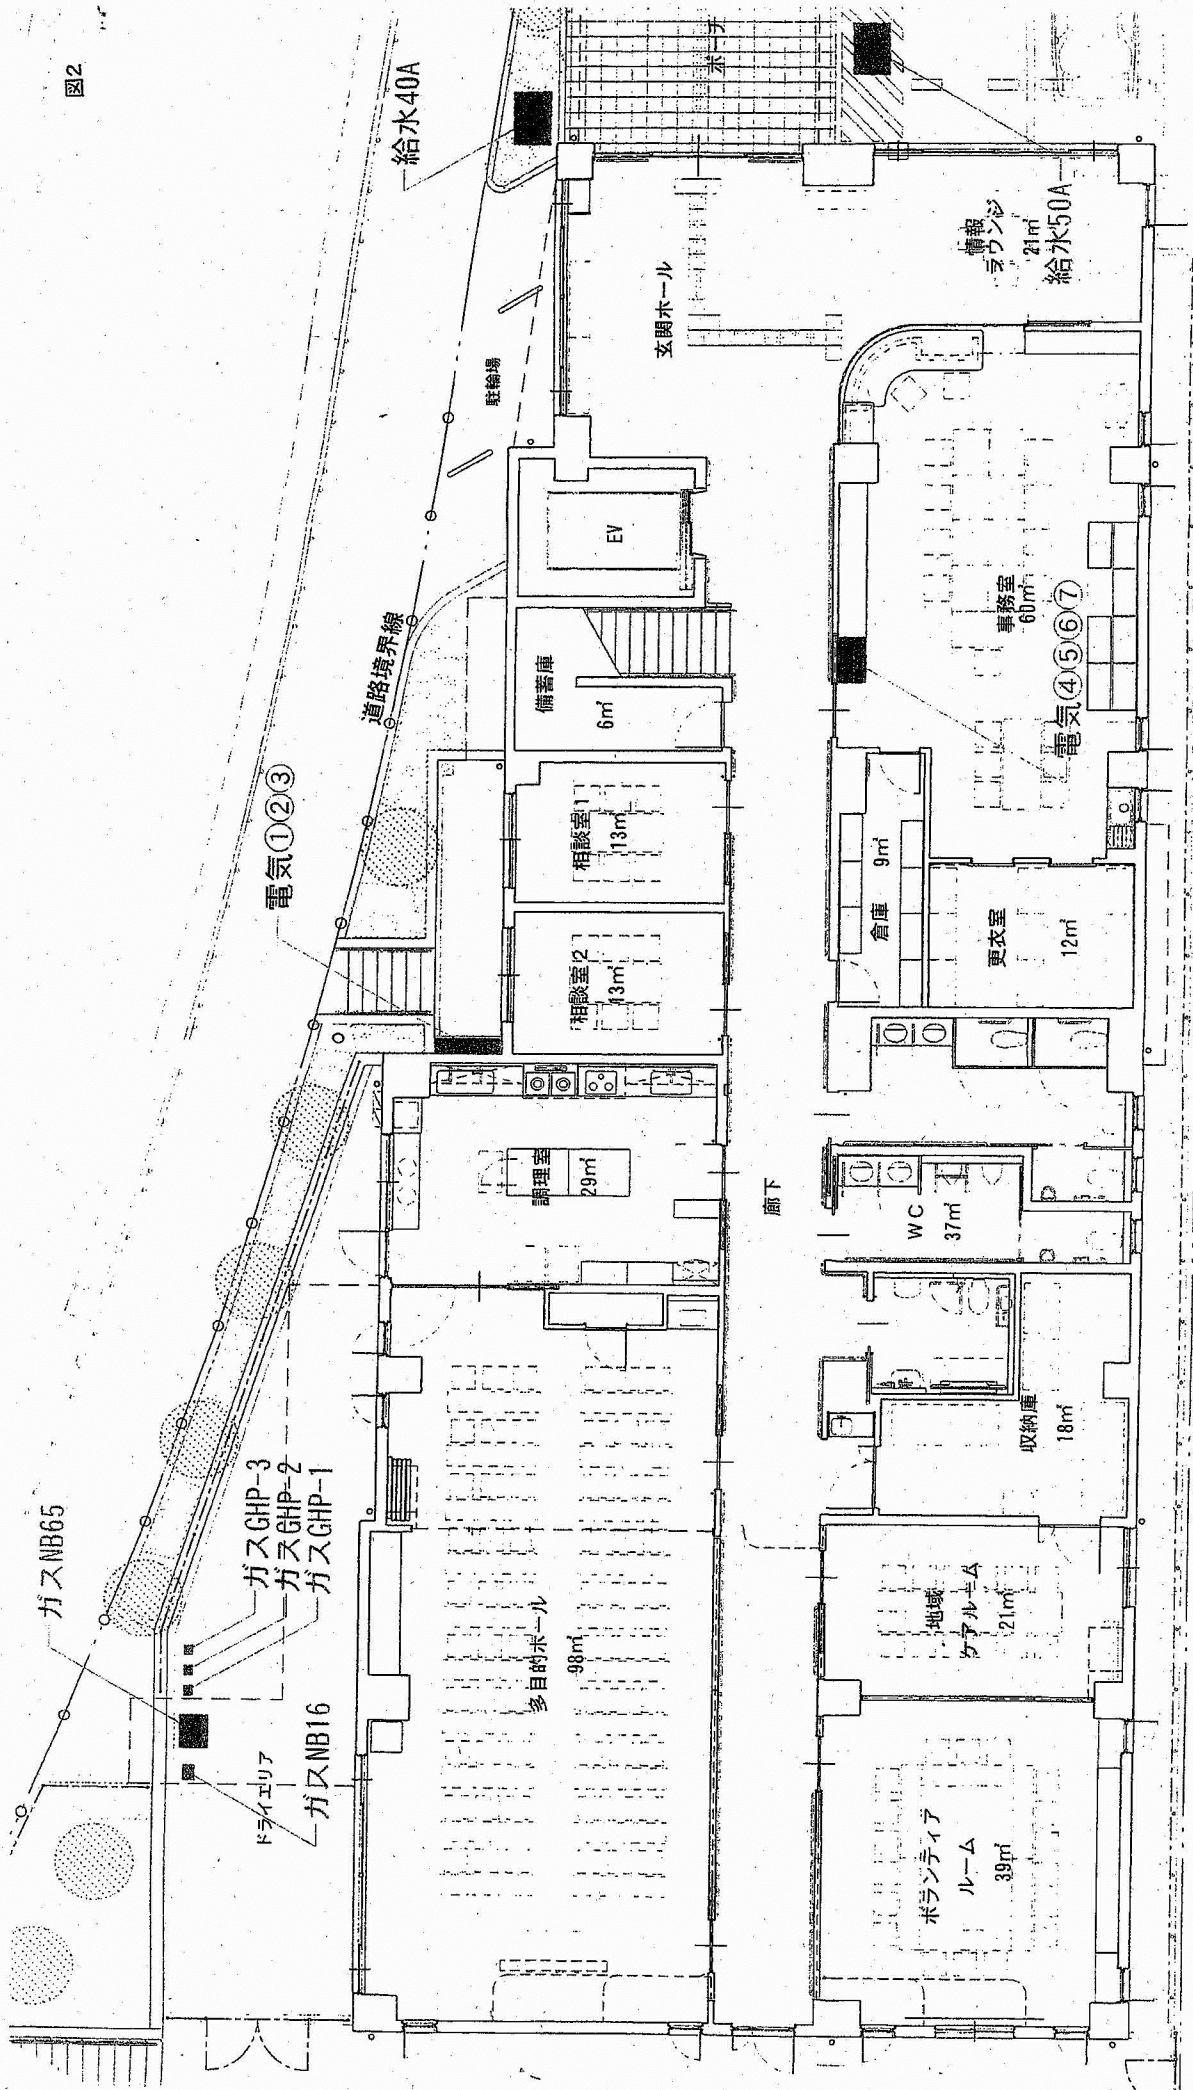 図2
ガスNB65
ガスGHP-3
ガスGHP-2
ガスGHP-1
ガスNB16
ドライエリア
電気①②③
道路境界線
給水40A
駐輪場
ポーチ
多目的ホール
98㎡
調理室
29㎡
相談室2
13㎡
相談室1
13㎡
備蓄庫
6㎡
EV
玄関ホール
廊下
ボランティア
ルーム
39㎡
地域
ケアルーム
21㎡
収納庫
18㎡
WC
37㎡
倉庫 9㎡
更衣室
12㎡
事務室
60㎡
電気④⑤⑥⑦
情報
ラウンジ
21㎡
給水50A